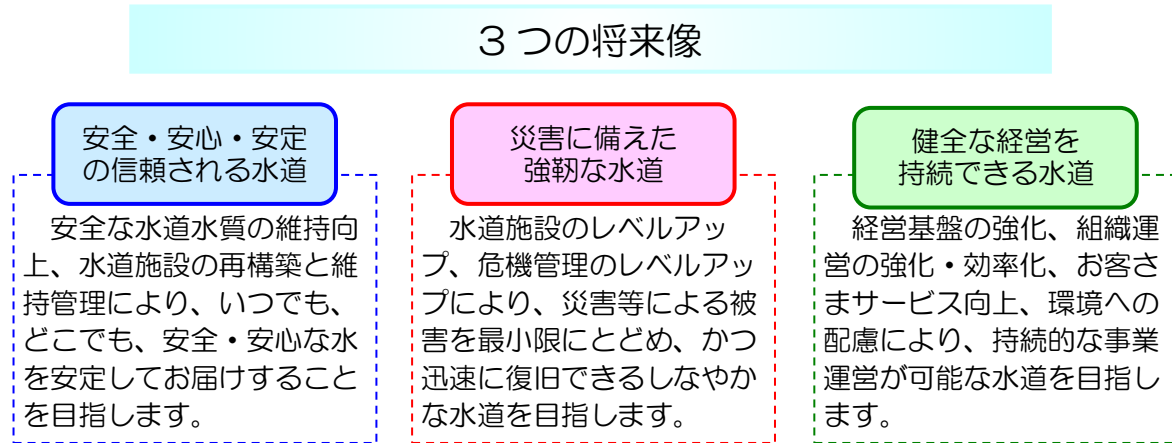 3つの将来像
安全・安心・安定
の信頼される水道
安全な水道水質の維持向
上、水道施設の再構築と維
持管理により、いつでも、
どこでも、安全・安心な水
を安定してお届けすること
を目指します。
災害に備えた
強靭な水道
水道施設のレベルアッ
プ、危機管理のレベルアッ
プにより、災害等による被
害を最小限にとどめ、かつ
迅速に復旧できるしなやか
な水道を目指します。
健全な経営を
持続できる水道
経営基盤の強化、組織運
営の強化・効率化、お客さ
まサービス向上、環境への
配慮により、持続的な事業
運営が可能な水道を目指し
ます。